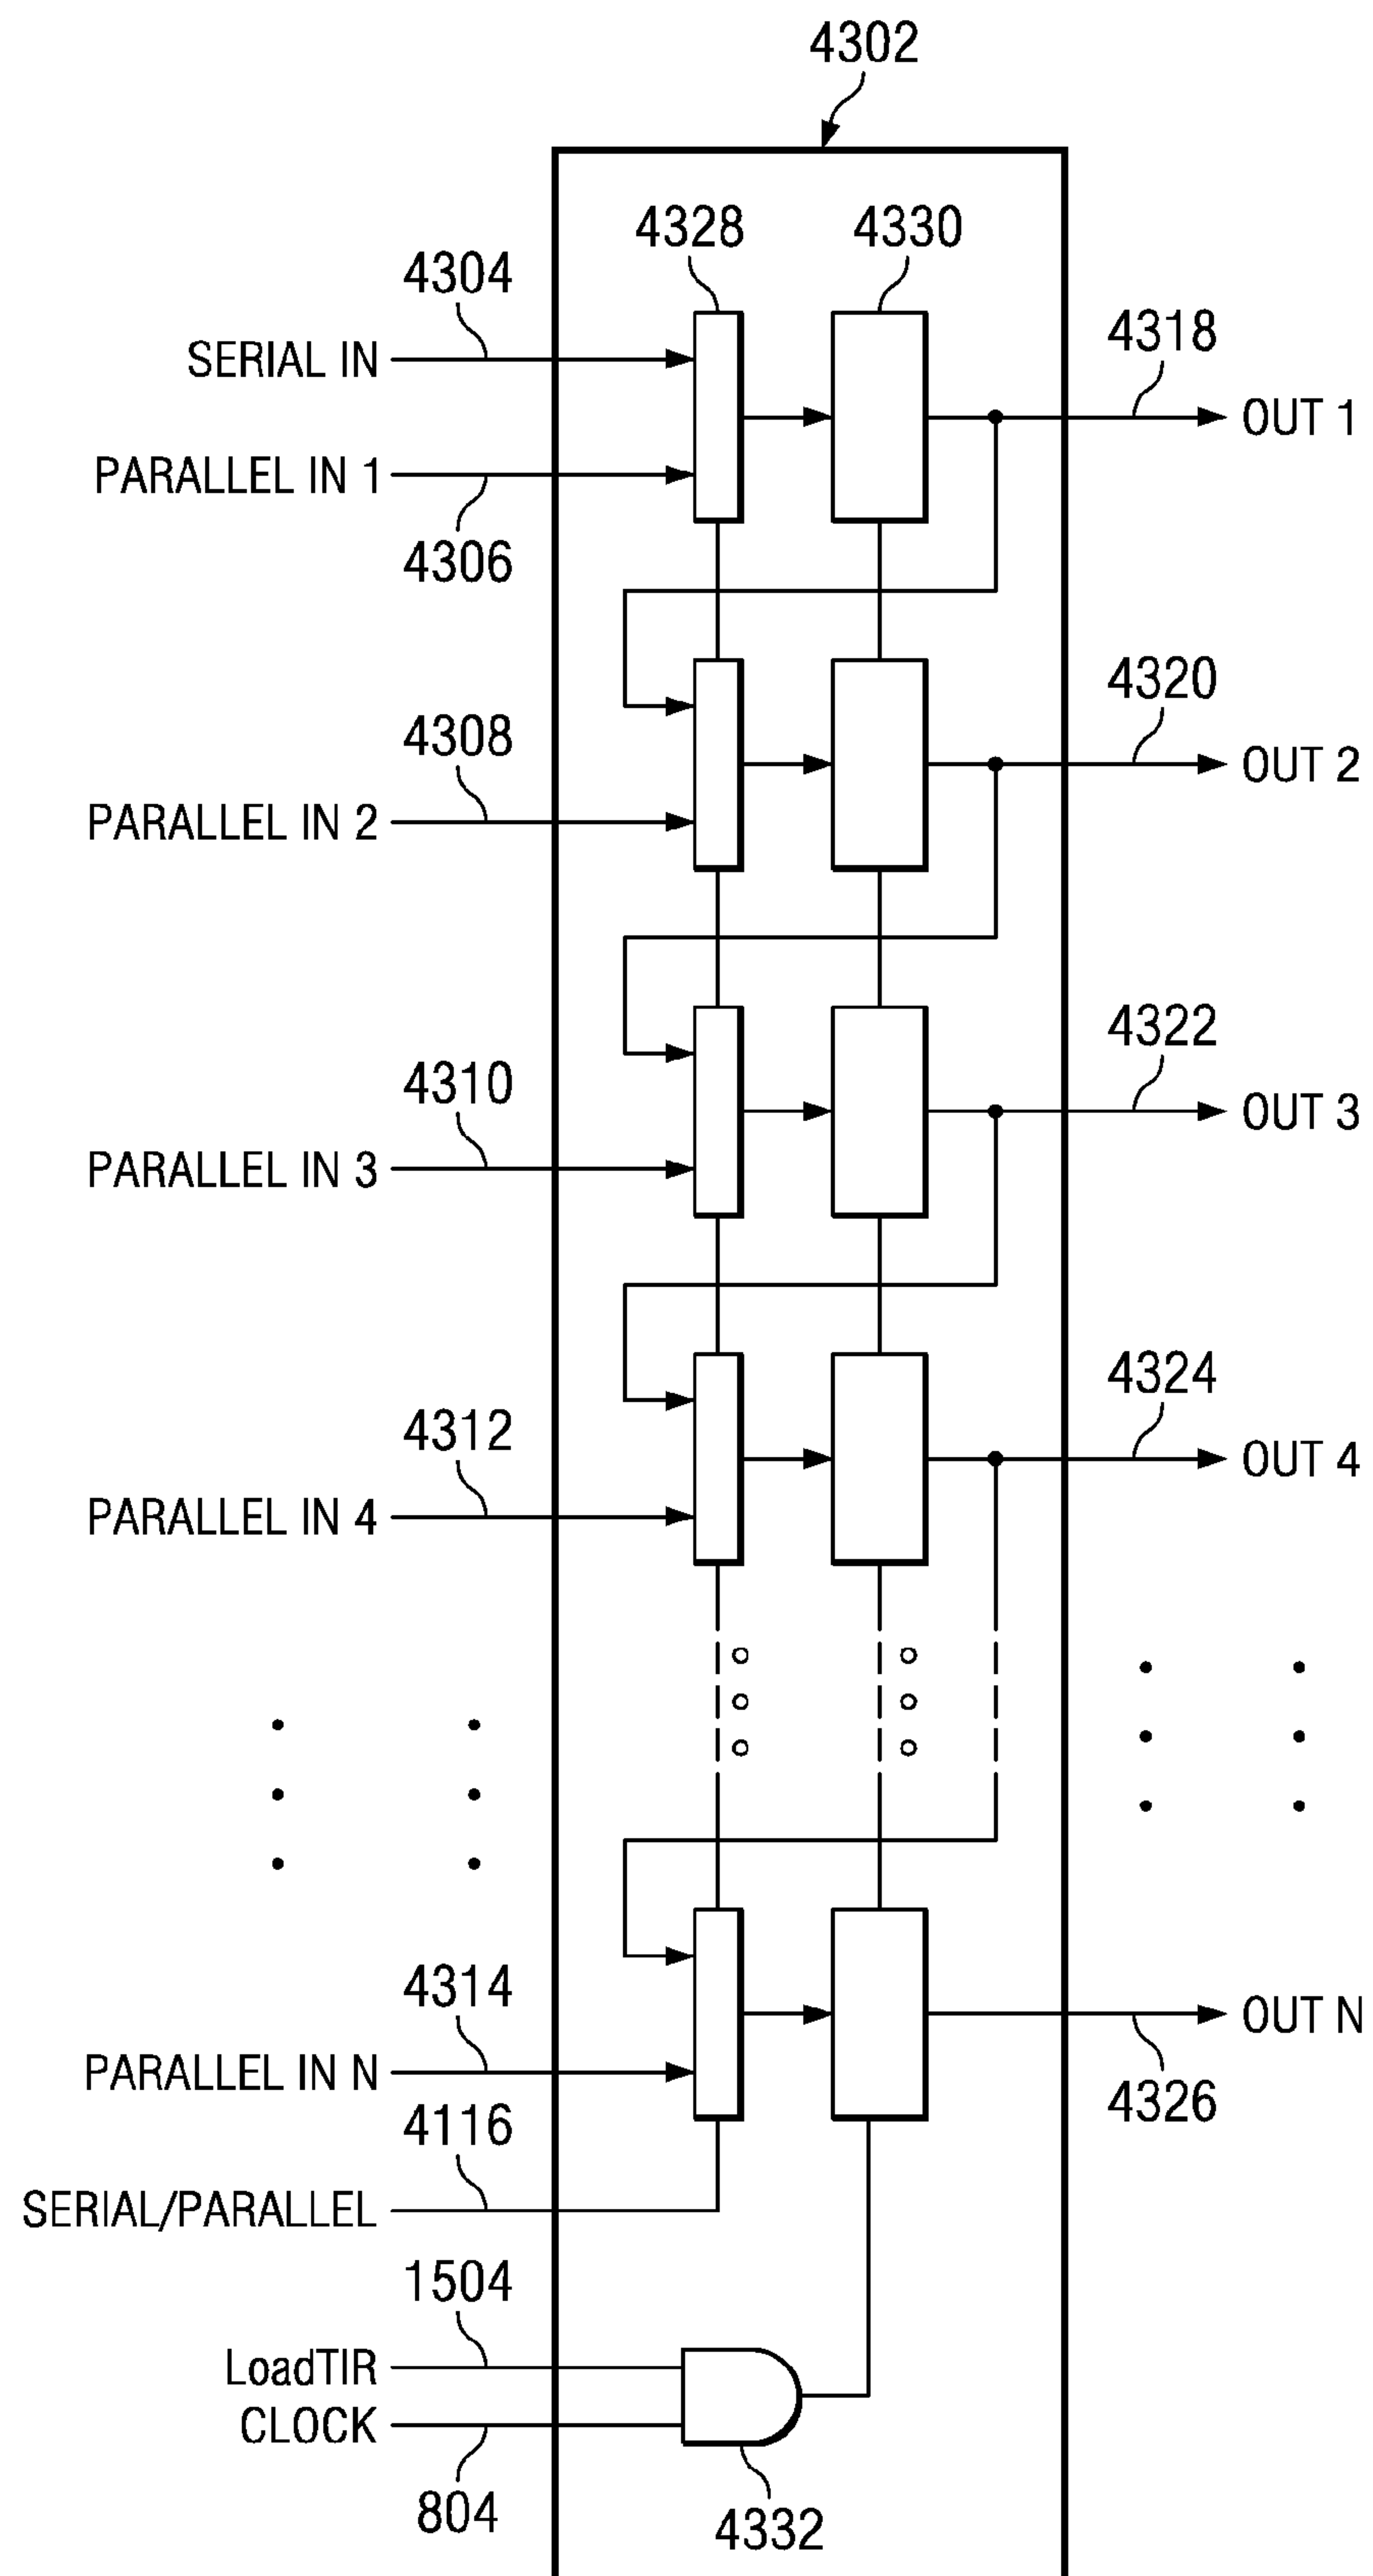 4302
4328
4330
4304
SERIAL IN
4318
OUT 1
PARALLEL IN 1
4306
4320
OUT 2
4308
PARALLEL IN 2
4322
OUT 3
4310
PARALLEL IN 3
4324
OUT 4
4312
PARALLEL IN 4
4314
OUT N
PARALLEL IN N
4326
4116
SERIAL/PARALLEL
1504
LoadTIR
CLOCK
804
4332